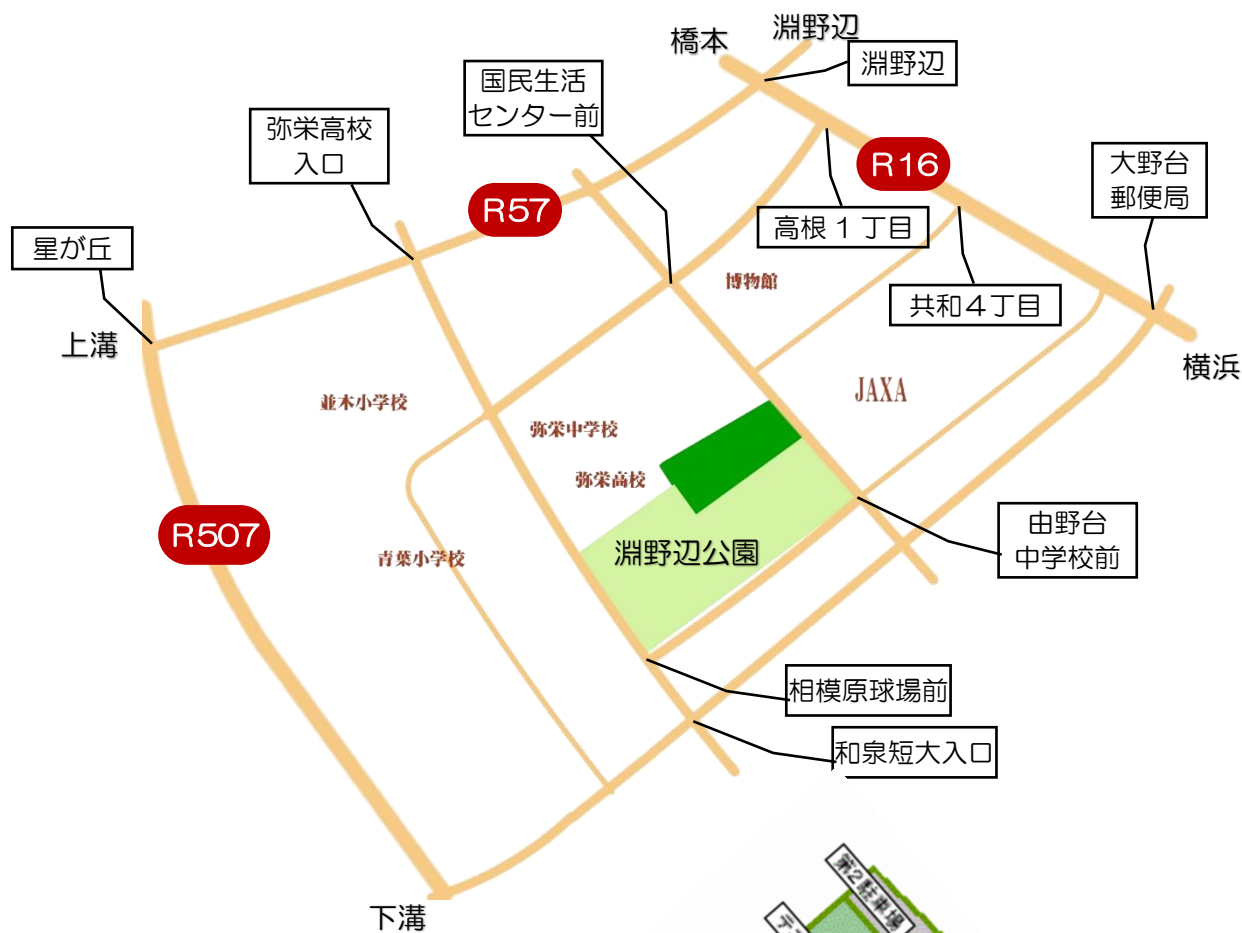 淵野辺
橋本
淵野辺
国民生活
センター前
弥栄高校
入口
R16
大野台
郵便局
R57
高根１丁目
星が丘
博物館
共和４丁目
上溝
横浜
並木小学校
JAXA
弥栄中学校
弥栄高校
R507
由野台
中学校前
淵野辺公園
青葉小学校
相模原球場前
和泉短大入口
第2駐車場
下溝